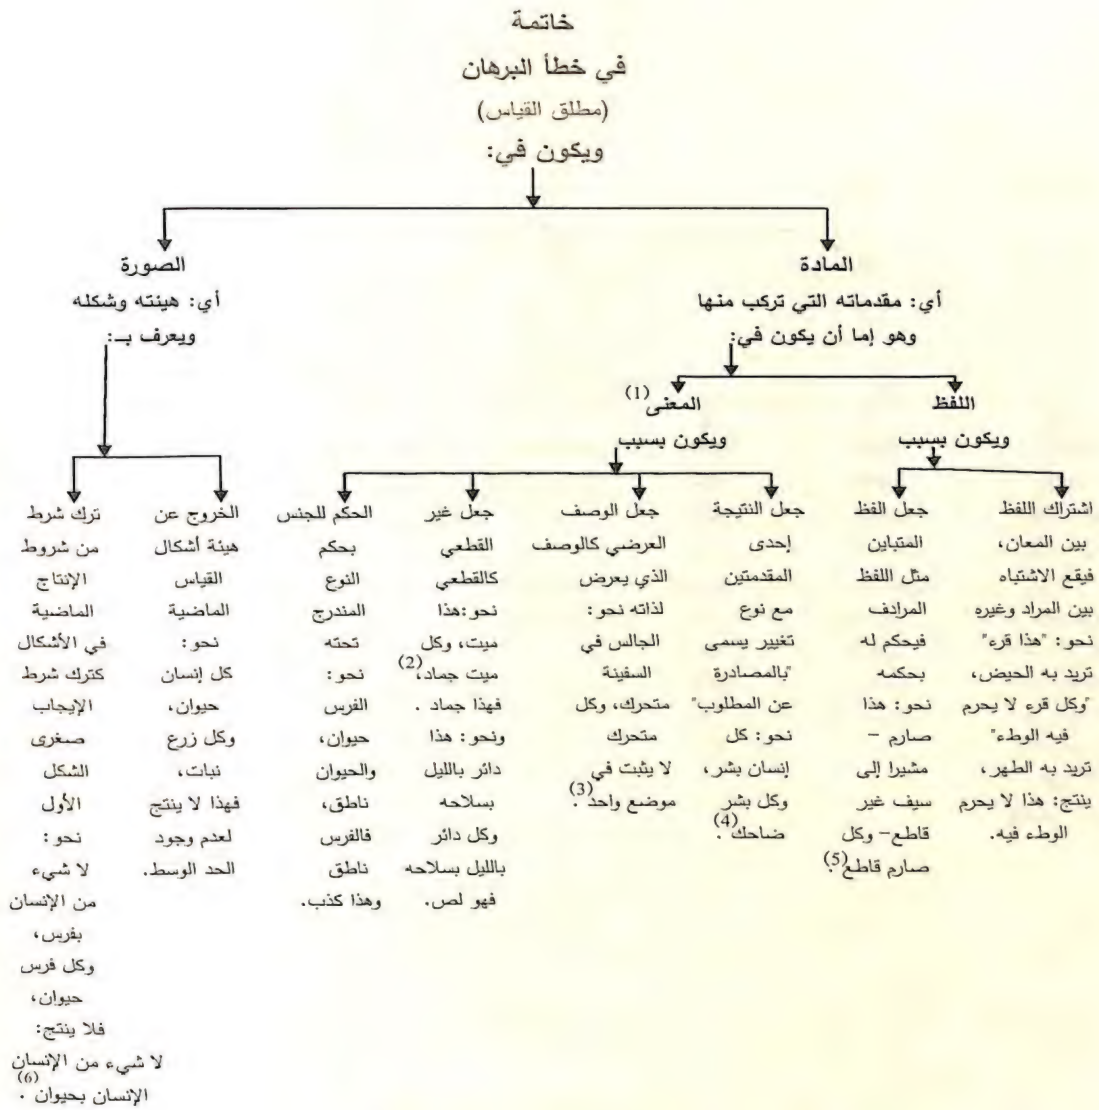 خاتمة
في خطأ البرهان
(مطلق القياس)
ويكون في:
المادة
أي: مقدماته التي تركب منها
وهو إما أن يكون في:
اللفظ
ويكون بسبب
اشتراك اللفظ
بين المعان،
فيقع الاشتباه
بين المراد وغيره
نحو: "هذا قرء"
تريد به الحيض،
"وكل قرء لا يحرم
فيه الوطء"
تريد به الطهر،
ينتج: هذا لا يحرم
الوطء فيه.
جعل الفظ
المتباين
مثل اللفظ
المرادف
فيحكم له
بحكمه
نحو: هذا
صارم –
مشيرا إلى
سيف غير
قاطع– وكل
صارم قاطع(5).
المعنى(1)
ويكون بسبب
جعل النتيجة
إحدى
المقدمتين
مع نوع
تغيير يسمى
"بالمصادرة
عن المطلوب"
نحو: كل
إنسان بشر،
وكل بشر
ضاحك(4).
جعل الوصف
العرضي كالوصف
الذي يعرض
لذاته نحو:
الجالس في
السفينة
متحرك، وكل
متحرك
لا يثبت في
موضع واحد(3).
جعل غير
القطعي
كالقطعي
نحو:هذا
ميت، وكل
ميت جماد،(2)
فهذا جماد .
ونحو: هذا
دائر بالليل
بسلاحه
وكل دائر
بالليل بسلاحه
فهو لص.
الحكم للجنس
بحكم
النوع
المندرج
تحته
نحو:
الفرس
حيوان،
والحيوان
ناطق،
فالفرس
ناطق
وهذا كذب.
الصورة
أي: هيئته وشكله
ويعرف بـ:
الخروج عن
هيئة أشكال
القياس
الماضية
نحو:
كل إنسان
حيوان،
وكل زرع
نبات،
فهذا لا ينتج
لعدم وجود
الحد الوسط.
ترك شرط
من شروط
الإنتاج
الماضية
في الأشكال
كترك شرط
الإيجاب
صغرى
الشكل
الأول
نحو:
لا شيء
من الإنسان
بفرس،
وكل فرس
حيوان،
فلا ينتج:
لا شيء من الإنسان
الإنسان بحيوان(6) .